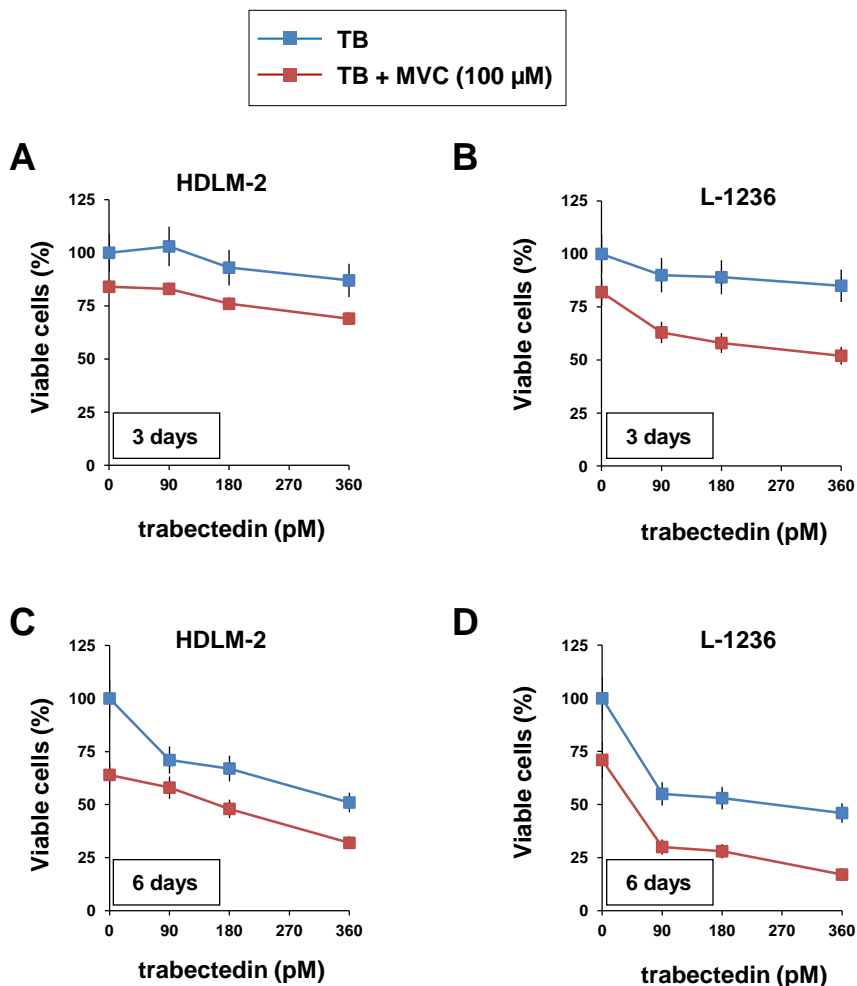 TB
TB + MVC (100 µM)
A
HDLM-2
Viable cells (%)
125
100
75
50
25
0
3 days
0 90 180 270 360
trabectedin (pM)
B
L-1236
Viable cells (%)
125
100
75
50
25
0
3 days
0 90 180 270 360
trabectedin (pM)
C
HDLM-2
Viable cells (%)
125
100
75
50
25
0
6 days
0 90 180 270 360
trabectedin (pM)
D
L-1236
Viable cells (%)
125
100
75
50
25
0
6 days
0 90 180 270 360
trabectedin (pM)